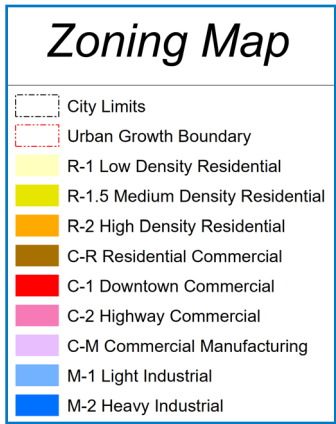 Zoning Map
City Limits
Urban Growth Boundary
R-1 Low Density Residential
R-1.5 Medium Density Residential
R-2 High Density Residential
C-R Residential Commercial
C-1 Downtown Commercial
C-2 Highway Commercial
C-M Commercial Manufacturing
M-1 Light Industrial
M-2 Heavy Industrial